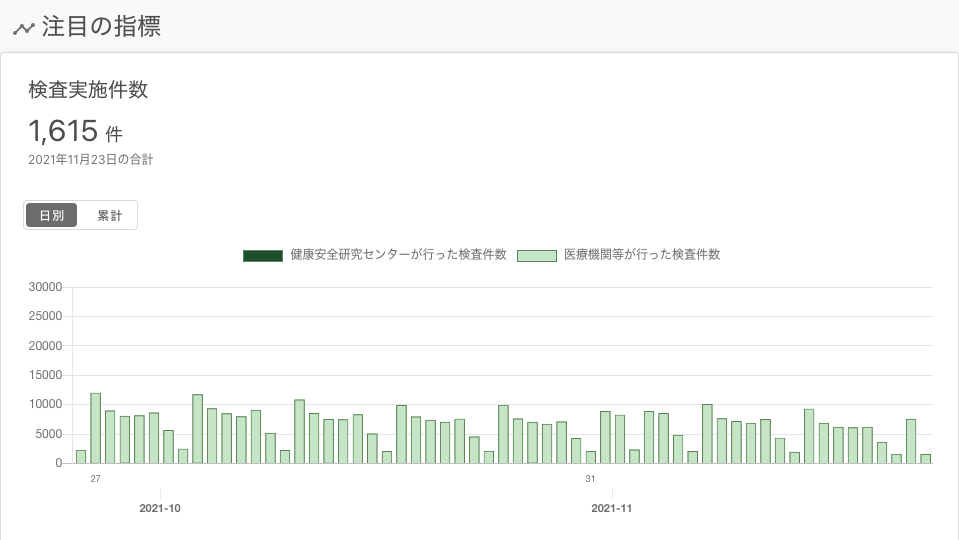 注目の指標
検査実施件数
1,615 件
2021年11月23日の合計
日別 累計
健康安全研究センターが行った検査件数 医療機関等が行った検査件数
30000
25000
20000
15000
10000
5000
0
27 31
2021-10 2021-11